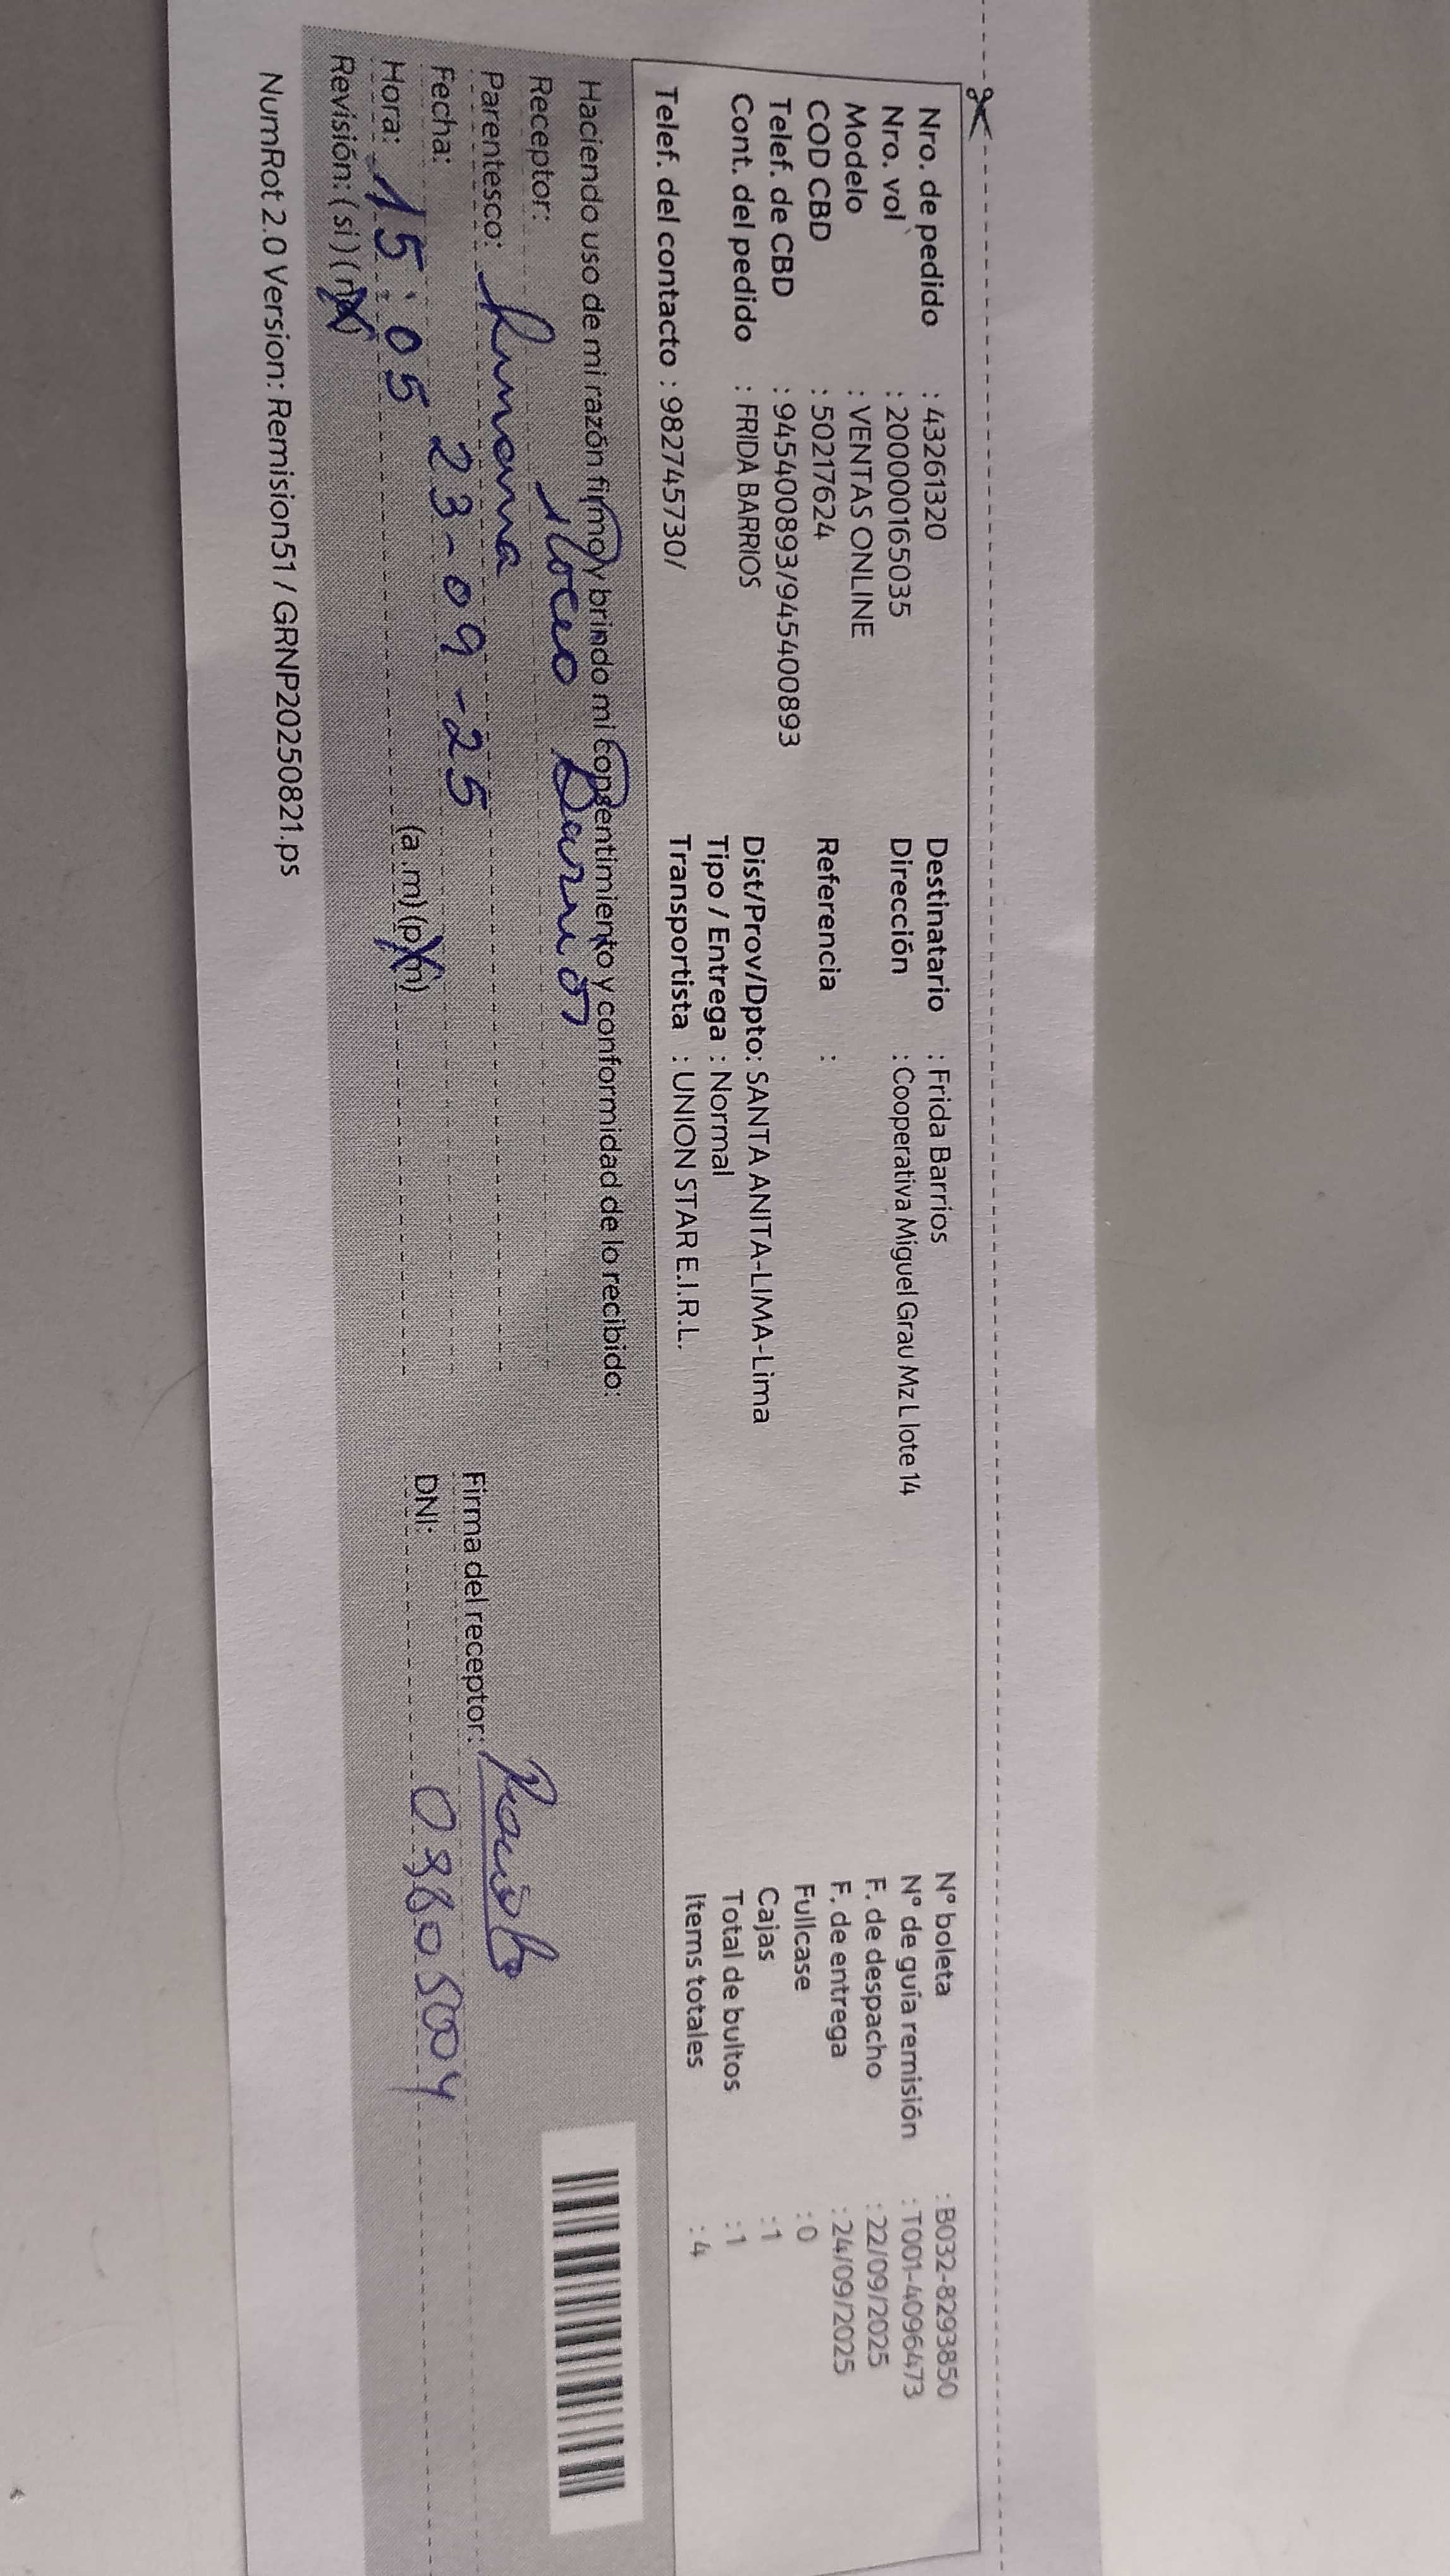 Nro. de pedido : 43261320
Nro. vol : 200000165035
Modelo : VENTAS ONLINE
COD CBD : 50217624
Telef. de CBD : 945400893/945400893
Cont. del pedido : FRIDA BARRIOS
Telef. del contacto : 982745730/
Destinatario : Frida Barrios
Dirección : Cooperativa Miguel Grau Mz L lote 14
Referencia :
Dist/Prov/Dpto: SANTA ANITA-LIMA-Lima
Tipo / Entrega : Normal
Transportista : UNION STAR E.I.R.L.
N° boleta : B032-8293850
N° de guía remisión : T001-4096473
F. de despacho : 22/09/2025
F. de entrega : 24/09/2025
Fullcase : 0
Cajas : 1
Total de bultos : 1
Items totales : 4
Haciendo uso de mi razón firmo y brindo mi consentimiento y conformidad de lo recibido:
Receptor: Barrios
Parentesco:
Fecha: 23-09-25
Hora: 15:05 (a.m) (p.m)
Revisión: (si) (no)
Firma del receptor:
DNI:
NumRot 2.0 Version: Remision51 / GRNP20250821.ps